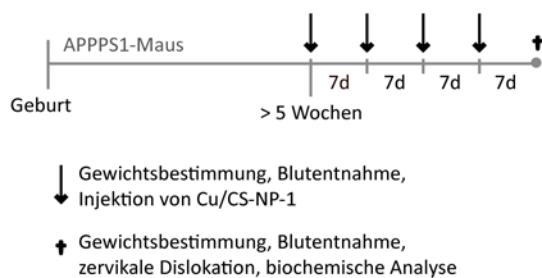 APPPS1-Maus
7d 7d 7d 7d
Geburt
> 5 Wochen
Gewichtsbestimmung, Blutentnahme,
Injektion von Cu/CS-NP-1
Gewichtsbestimmung, Blutentnahme,
zervikale Dislokation, biochemische Analyse